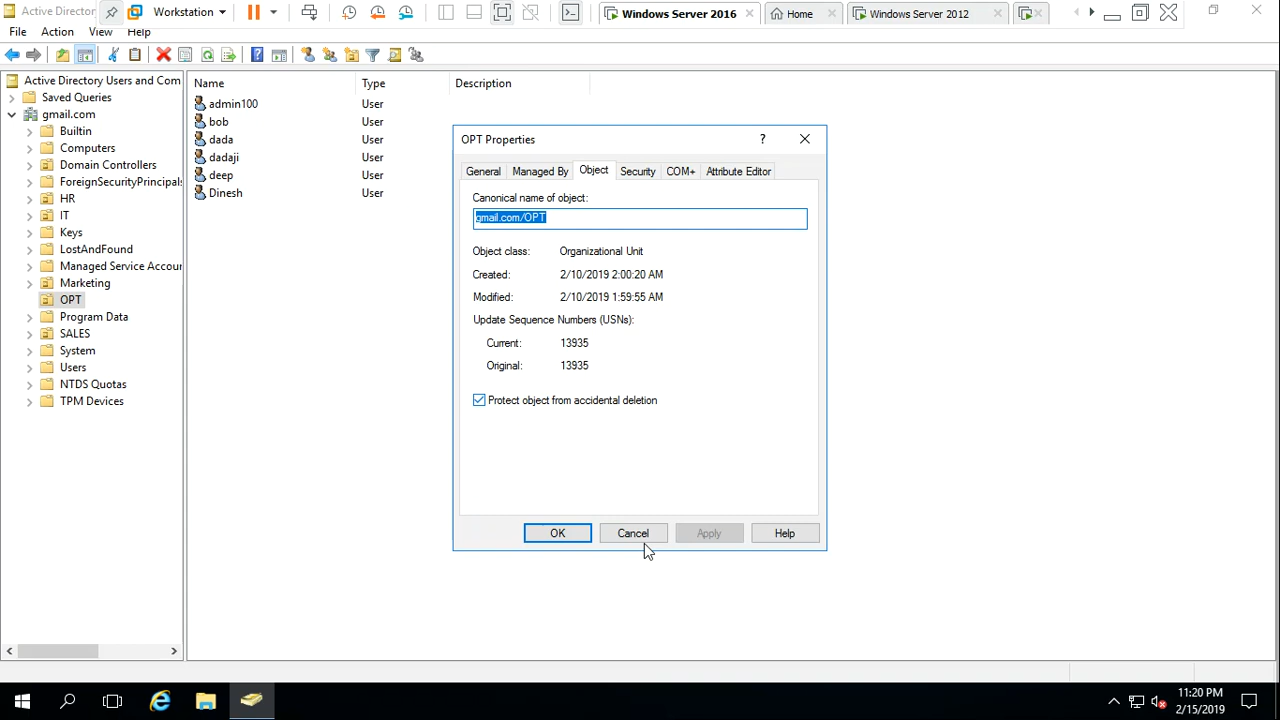 Active Directory
Workstation
Windows Server 2016
Home
Windows Server 2012
File Action View Help
Active Directory Users and Com
Saved Queries
gmail.com
Builtin
Computers
Domain Controllers
ForeignSecurityPrincipals
HR
IT
Keys
LostAndFound
Managed Service Accour
Marketing
OPT
Program Data
SALES
System
Users
NTDS Quotas
TPM Devices
Name Type Description
admin100 User
bob User
dada User
dadaji User
deep User
Dinesh User
OPT Properties ?
General Managed By Object Security COM+ Attribute Editor
Canonical name of object:
gmail.com/OPT
Object class: Organizational Unit
Created: 2/10/2019 2:00:20 AM
Modified: 2/10/2019 1:59:55 AM
Update Sequence Numbers (USNs):
Current: 13935
Original: 13935
Protect object from accidental deletion
OK Cancel Apply Help
11:20 PM
2/15/2019